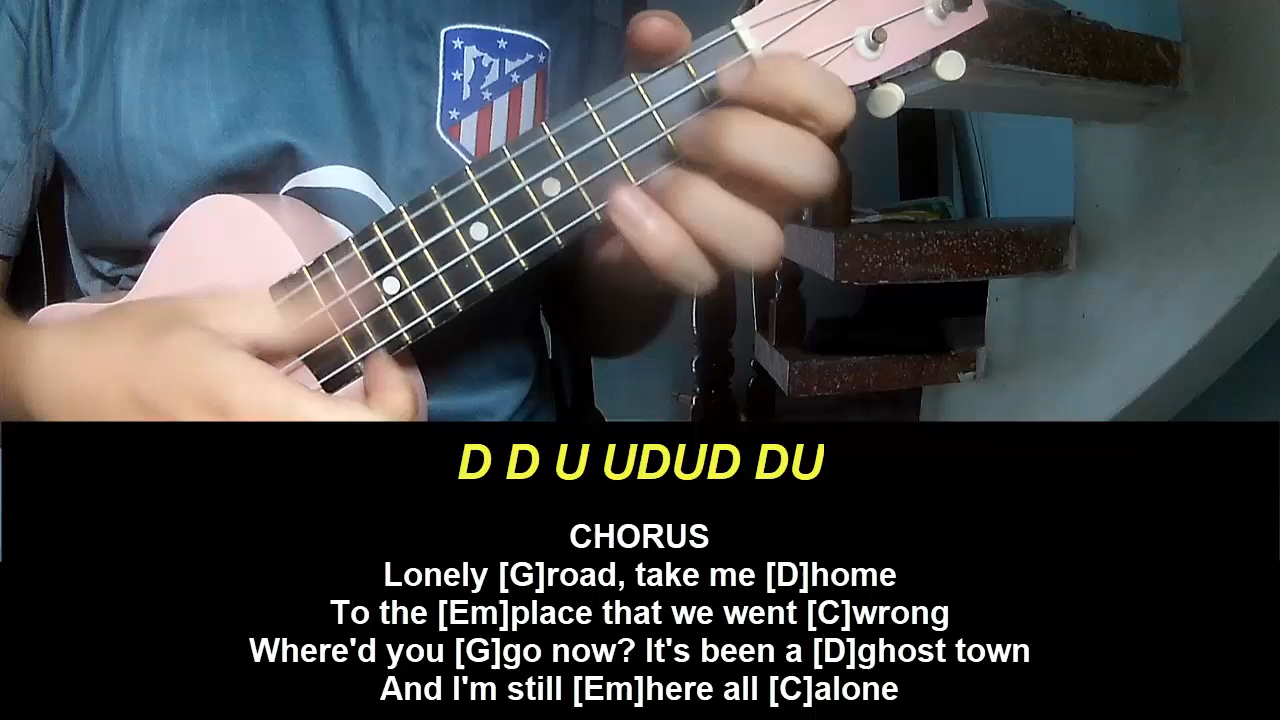 D D U UDUD DU
CHORUS
Lonely [G]road, take me [D]home
To the [Em]place that we went [C]wrong
Where'd you [G]go now? It's been a [D]ghost town
And I'm still [Em]here all [C]alone